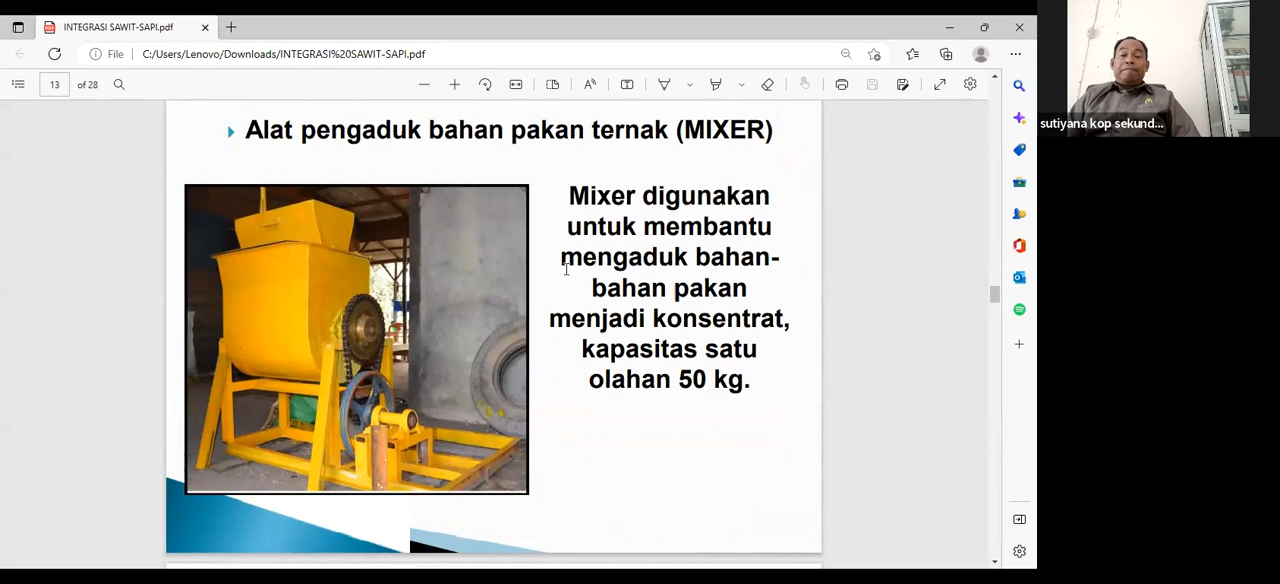 INTEGRASI SAWIT-SAPI.pdf
File
C:/Users/Lenovo/Downloads/INTEGRASI%20SAWIT-SAPI.pdf
13 of 28
Alat pengaduk bahan pakan ternak (MIXER)
Mixer digunakan
untuk membantu
mengaduk bahan-
bahan pakan
menjadi konsentrat,
kapasitas satu
olahan 50 kg.
sutiyana kop sekund...